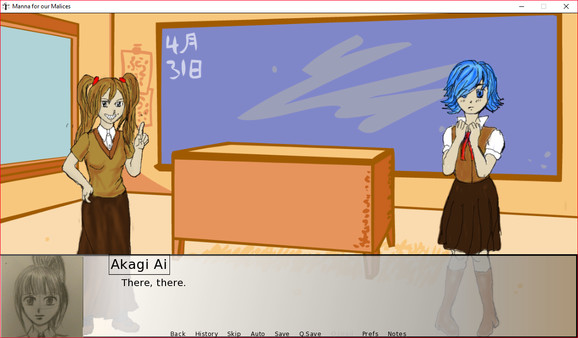 Manna for our Malices
4月
31日
Akagi Ai
There, there.
Back History Skip Auto Save Q.Save Prefs Notes